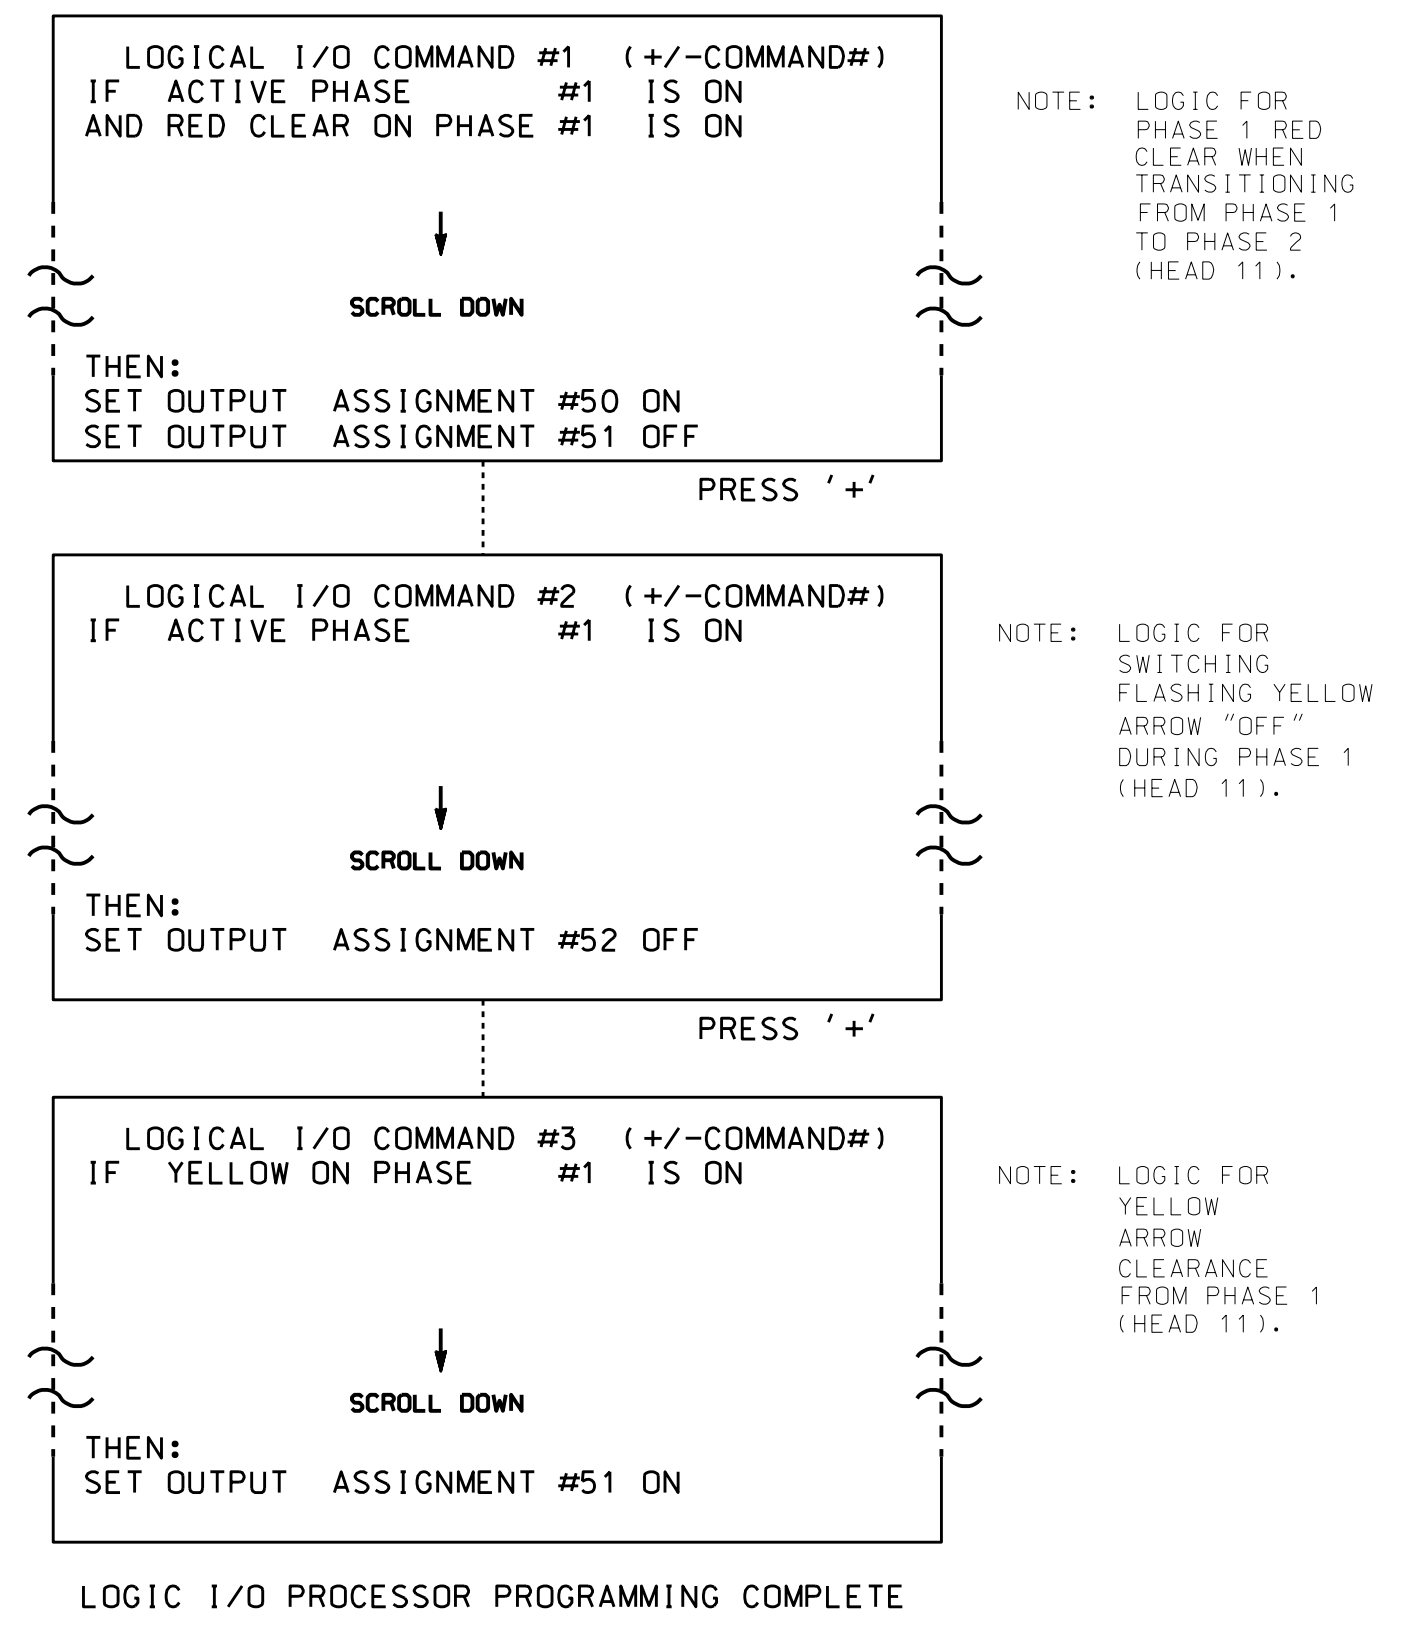 LOGICAL I/O COMMAND #1 (+/-COMMAND#)
IF ACTIVE PHASE #1 IS ON
AND RED CLEAR ON PHASE #1 IS ON
SCROLL DOWN
THEN:
SET OUTPUT ASSIGNMENT #50 ON
SET OUTPUT ASSIGNMENT #51 OFF
NOTE: LOGIC FOR
PHASE 1 RED
CLEAR WHEN
TRANSITIONING
FROM PHASE 1
TO PHASE 2
(HEAD 11).
PRESS '+'
LOGICAL I/O COMMAND #2 (+/-COMMAND#)
IF ACTIVE PHASE #1 IS ON
SCROLL DOWN
THEN:
SET OUTPUT ASSIGNMENT #52 OFF
NOTE: LOGIC FOR
SWITCHING
FLASHING YELLOW
ARROW "OFF"
DURING PHASE 1
(HEAD 11).
PRESS '+'
LOGICAL I/O COMMAND #3 (+/-COMMAND#)
IF YELLOW ON PHASE #1 IS ON
SCROLL DOWN
THEN:
SET OUTPUT ASSIGNMENT #51 ON
NOTE: LOGIC FOR
YELLOW
ARROW
CLEARANCE
FROM PHASE 1
(HEAD 11).
LOGIC I/O PROCESSOR PROGRAMMING COMPLETE